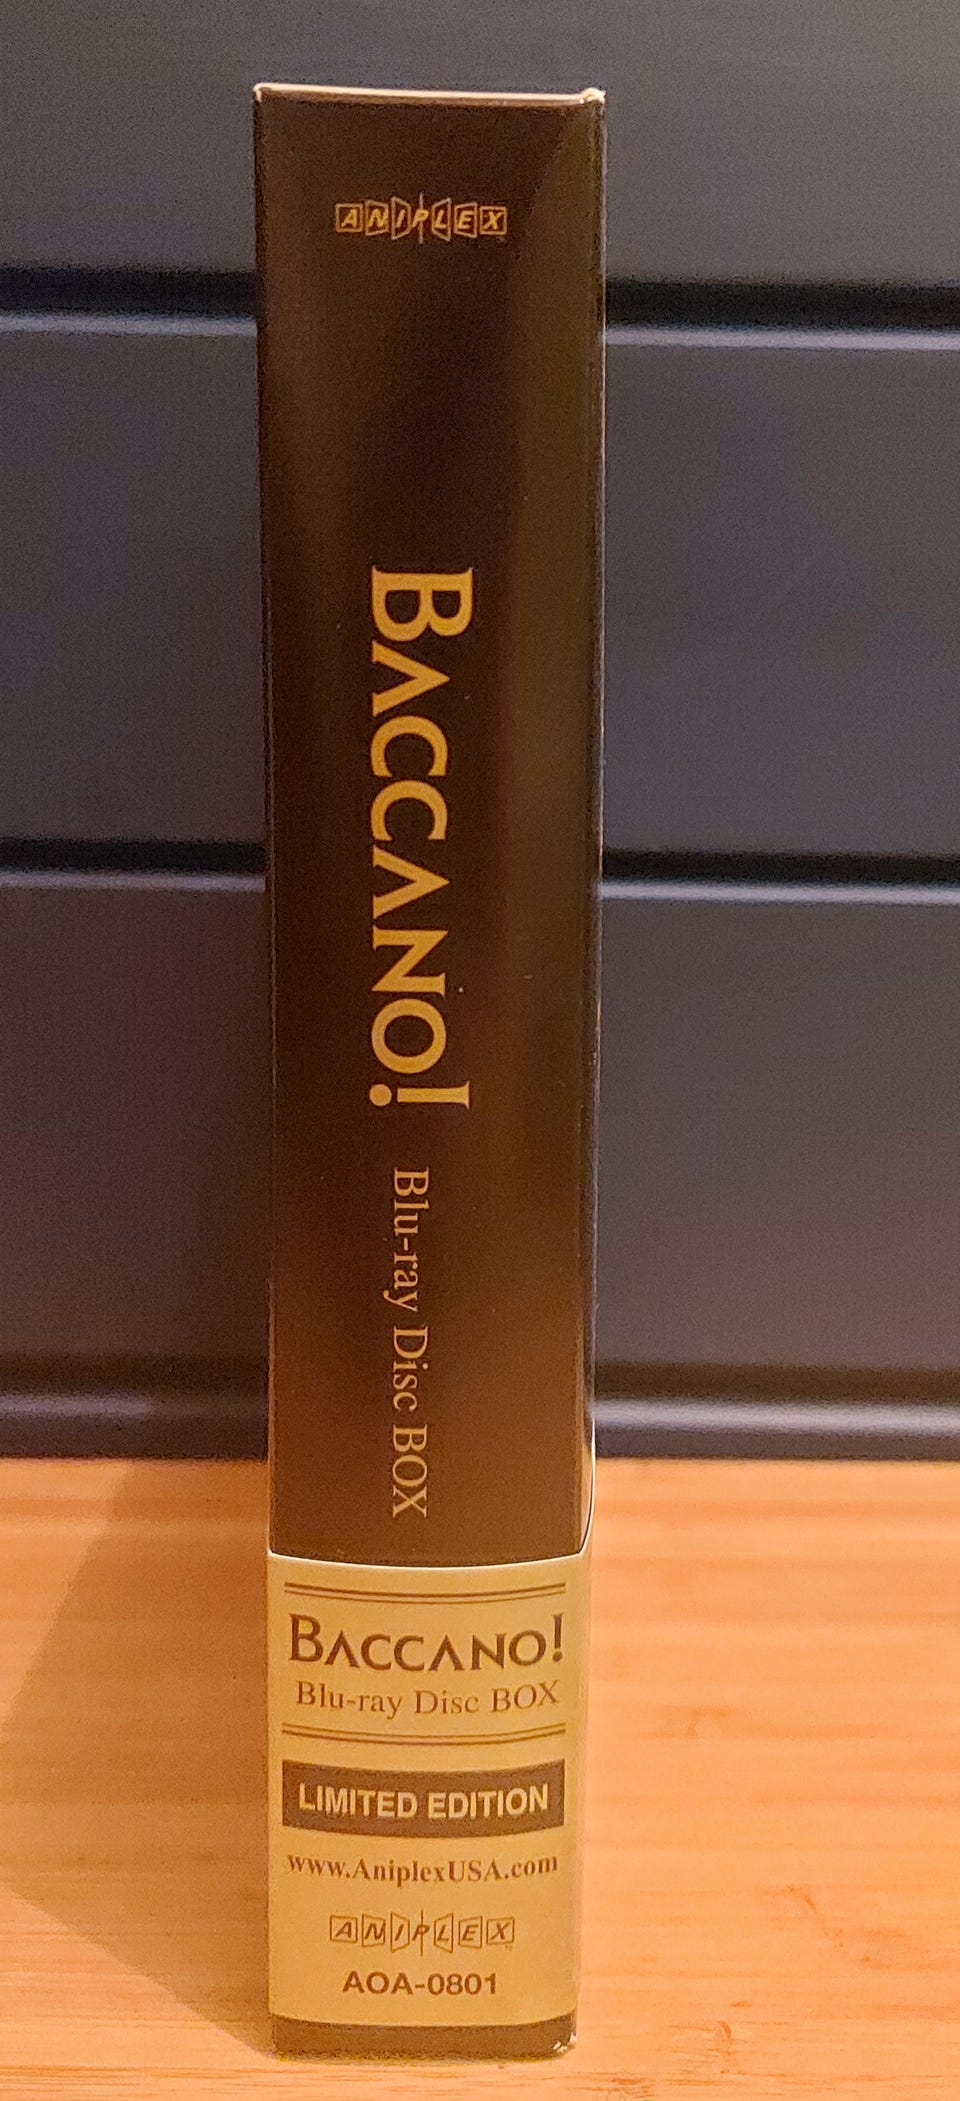 ANIPLEX
BACCANO!
Blu-ray Disc BOX
BACCANO!
Blu-ray Disc BOX
LIMITED EDITION
www.AniplexUSA.com
ANIPLEX
AOA-0801